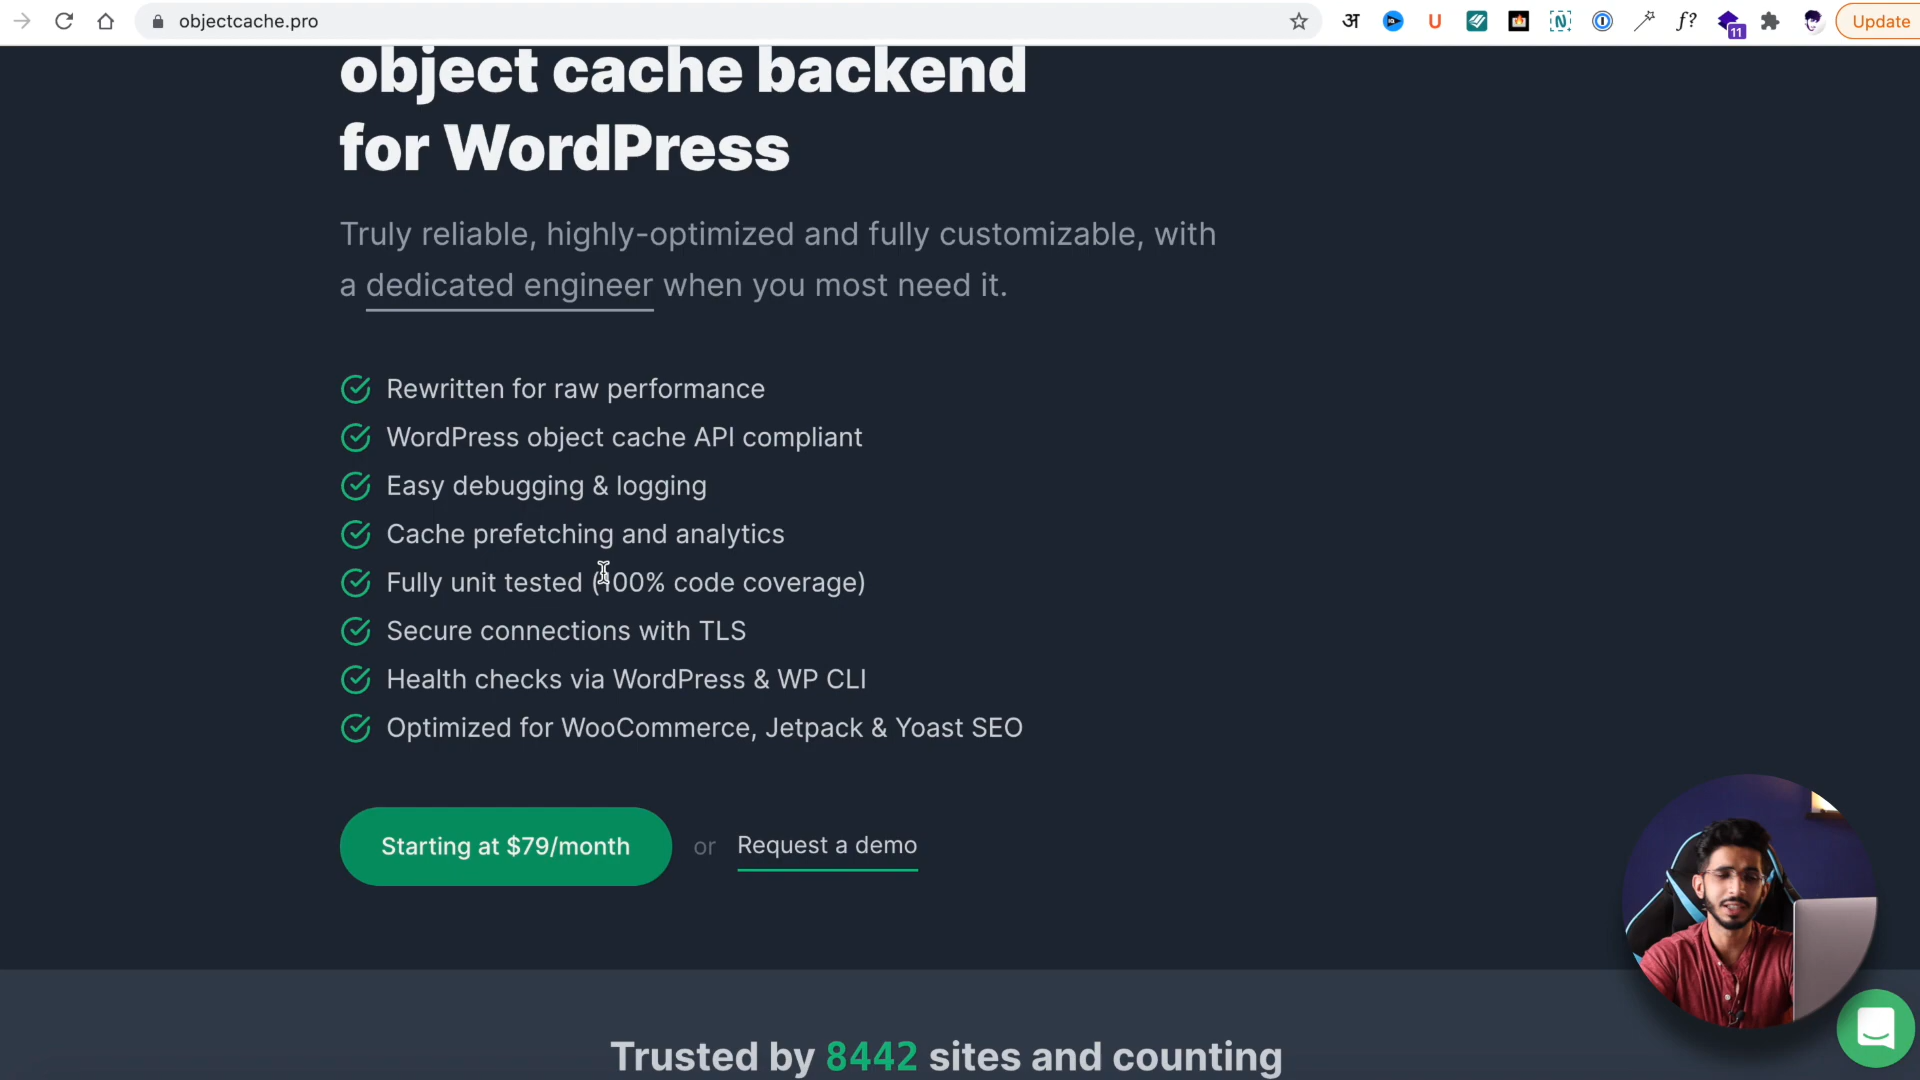 objectcache.pro
अ
U
N
f?
11
Update
object cache backend
for WordPress
Truly reliable, highly-optimized and fully customizable, with
a dedicated engineer when you most need it.
Rewritten for raw performance
WordPress object cache API compliant
Easy debugging & logging
Cache prefetching and analytics
Fully unit tested (100% code coverage)
Secure connections with TLS
Health checks via WordPress & WP CLI
Optimized for WooCommerce, Jetpack & Yoast SEO
Starting at $79/month or Request a demo
Trusted by 8442 sites and counting